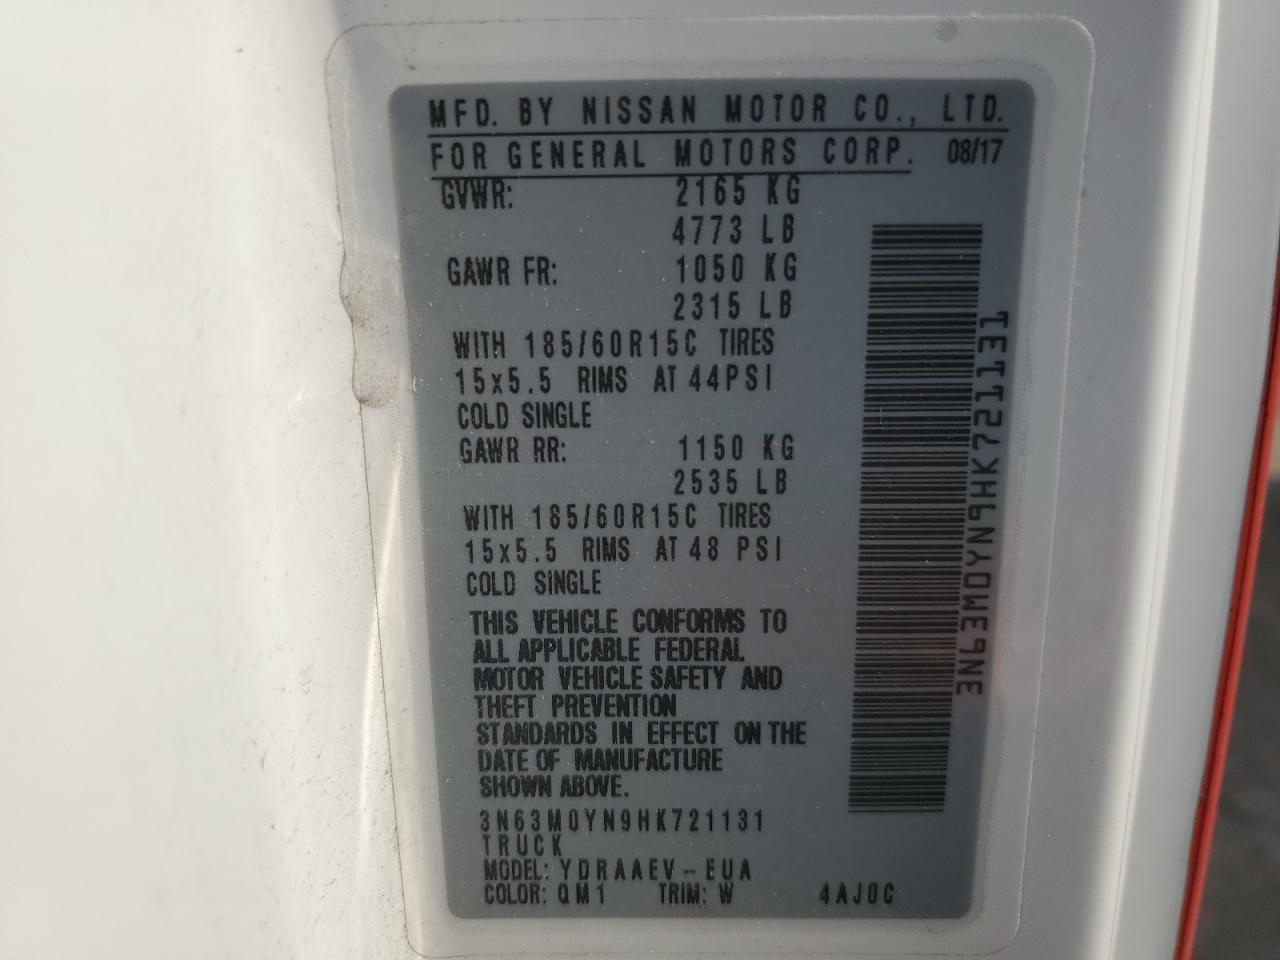 MFD. BY NISSAN MOTOR CO., LTD.
FOR GENERAL MOTORS CORP. 08/17
GVWR: 2165 KG
4773 LB
GAWR FR: 1050 KG
2315 LB
WITH 185/60R15C TIRES
15x5.5 RIMS AT 44PSI
COLD SINGLE
GAWR RR: 1150 KG
2535 LB
WITH 185/60R15C TIRES
15x5.5 RIMS AT 48 PSI
COLD SINGLE
THIS VEHICLE CONFORMS TO
ALL APPLICABLE FEDERAL
MOTOR VEHICLE SAFETY AND
THEFT PREVENTION
STANDARDS IN EFFECT ON THE
DATE OF MANUFACTURE
SHOWN ABOVE.
3N63M0YN9HK721131
TRUCK
MODEL: YDRAAEV-EUA
COLOR: QM1 TRIM: W 4AJ0C
3N63M0YN9HK721131